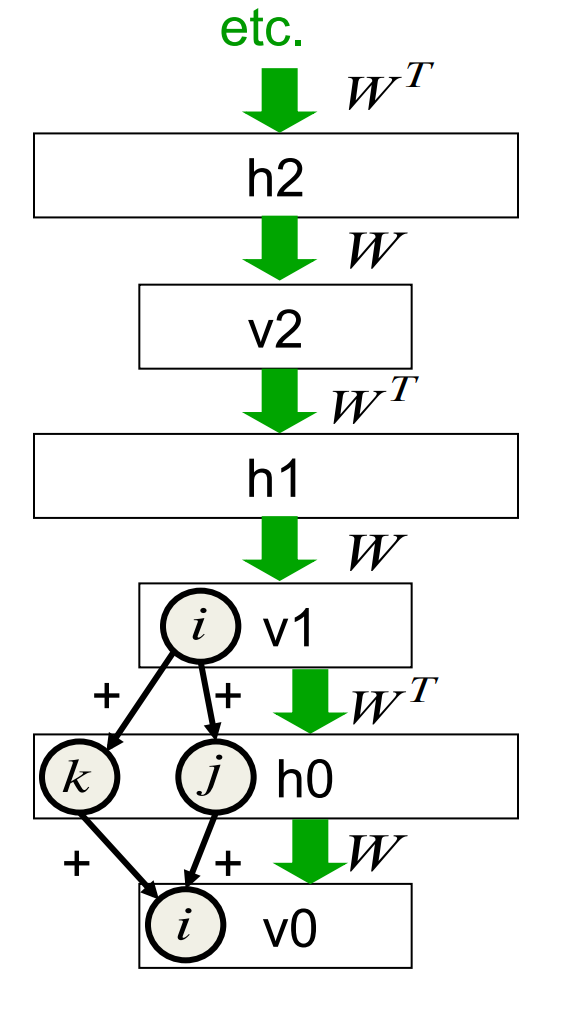 etc.
W^T
h2
W
v2
W^T
h1
W
i v1
+ + W^T
k j h0
+ + W
i v0